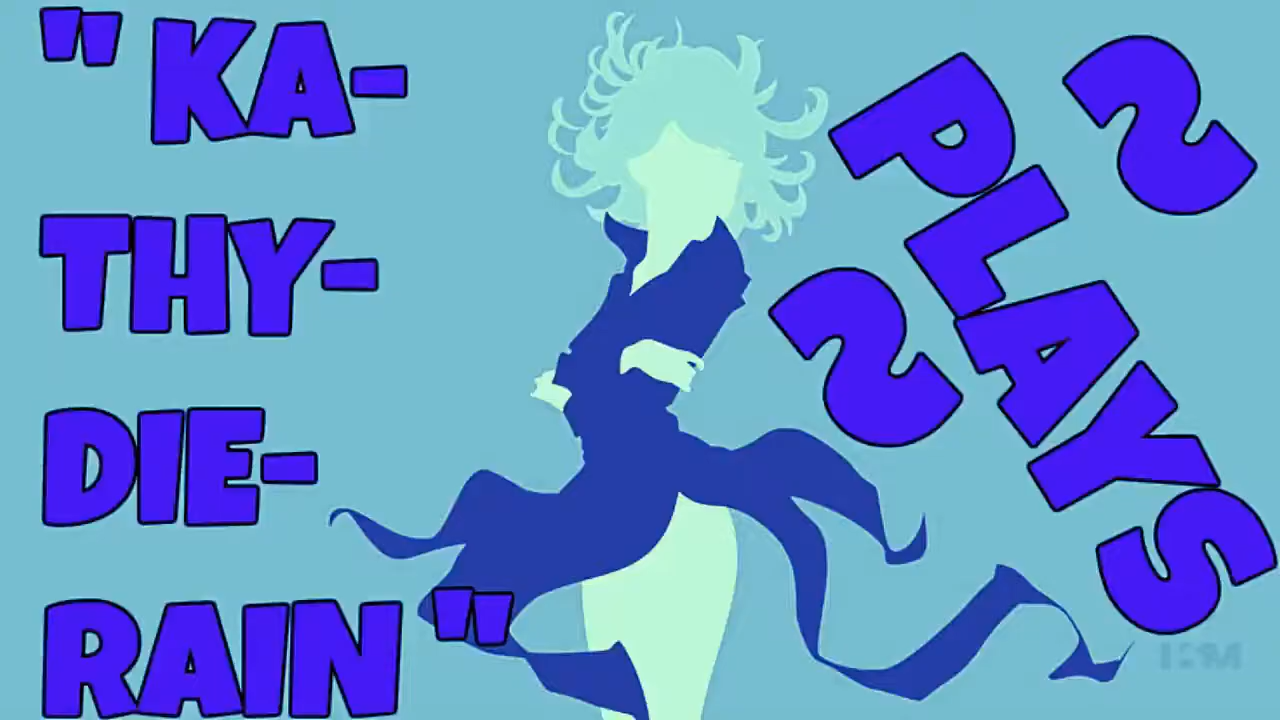 " KA-
THY-
DIE-
RAIN "
~ PLAYS ~